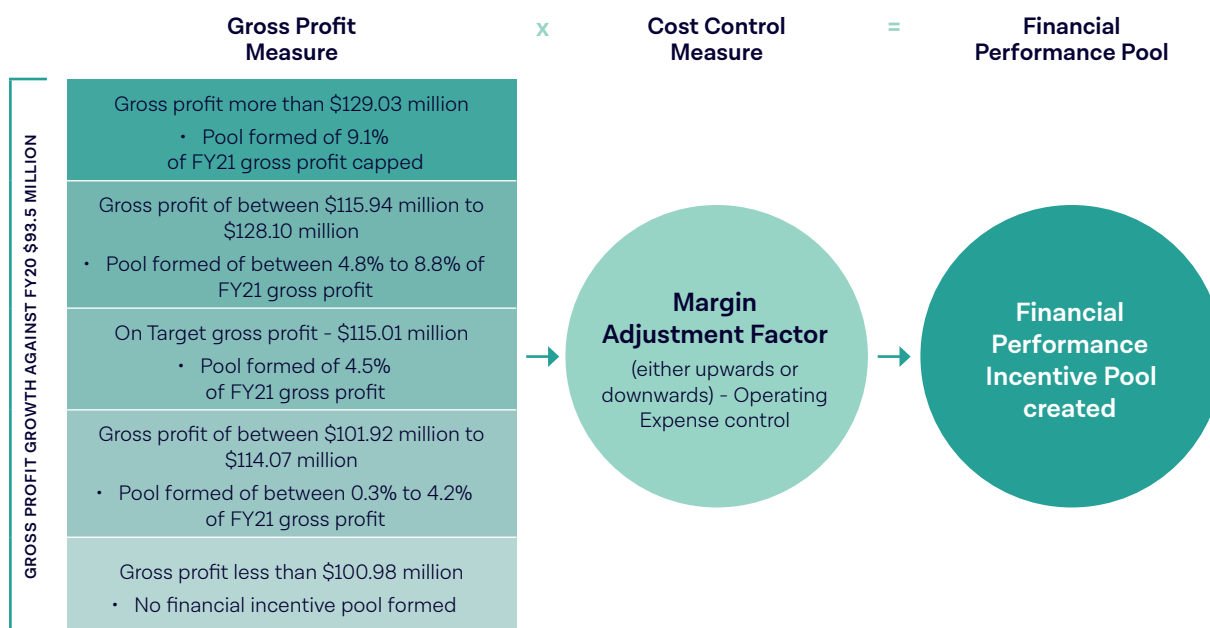 Gross Profit
Measure
x
Cost Control
Measure
=
Financial
Performance Pool
GROSS PROFIT GROWTH AGAINST FY20 $93.5 MILLION
Gross profit more than $129.03 million
• Pool formed of 9.1%
of FY21 gross profit capped
Gross profit of between $115.94 million to
$128.10 million
• Pool formed of between 4.8% to 8.8% of
FY21 gross profit
On Target gross profit - $115.01 million
• Pool formed of 4.5%
of FY21 gross profit
Gross profit of between $101.92 million to
$114.07 million
• Pool formed of between 0.3% to 4.2%
of FY21 gross profit
Gross profit less than $100.98 million
• No financial incentive pool formed
Margin
Adjustment Factor
(either upwards or
downwards) - Operating
Expense control
Financial
Performance
Incentive Pool
created